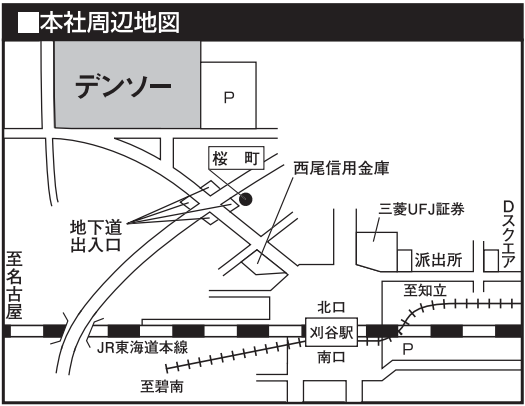 ■本社周辺地図
デンソー
P
桜 町
西尾信用金庫
地下道
出入口
三菱UFJ証券
Dスクエア
派出所
至名古屋
至知立
北口
刈谷駅
南口
JR東海道本線
P
至碧南